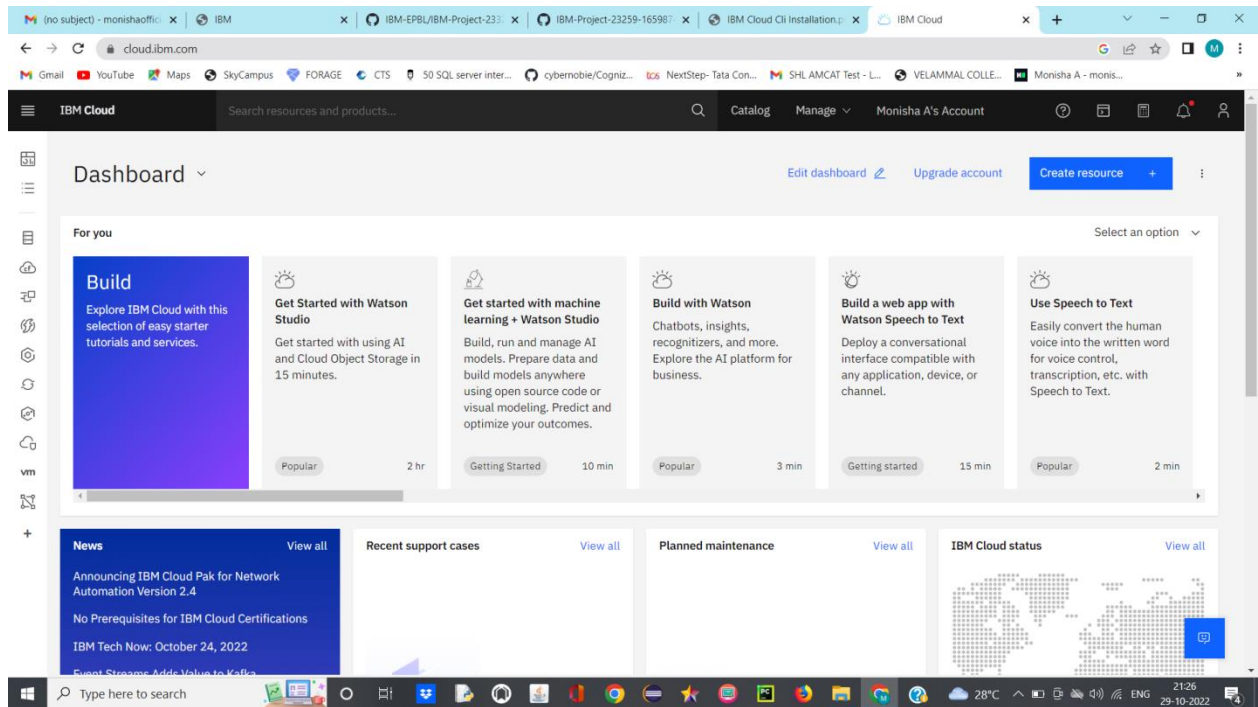 (no subject) - monishaoffici
IBM
IBM-EPBL/IBM-Project-233
IBM-Project-23259-165987
IBM Cloud Cli Installation.p
IBM Cloud
cloud.ibm.com
Gmail
YouTube
Maps
SkyCampus
FORAGE
CTS
50 SQL server inter...
cybernobie/Cogniz...
NextStep- Tata Con...
SHL AMCAT Test - L...
VELAMMAL COLLE...
Monisha A - monis...
IBM Cloud
Search resources and products...
Catalog
Manage
Monisha A's Account
Dashboard
Edit dashboard
Upgrade account
Create resource +
For you
Select an option
Build
Explore IBM Cloud with this
selection of easy starter
tutorials and services.
Get Started with Watson
Studio
Get started with using AI
and Cloud Object Storage in
15 minutes.
Popular
2 hr
Get started with machine
learning + Watson Studio
Build, run and manage AI
models. Prepare data and
build models anywhere
using open source code or
visual modeling. Predict and
optimize your outcomes.
Getting Started
10 min
Build with Watson
Chatbots, insights,
recognitizers, and more.
Explore the AI platform for
business.
Popular
3 min
Build a web app with
Watson Speech to Text
Deploy a conversational
interface compatible with
any application, device, or
channel.
Getting started
15 min
Use Speech to Text
Easily convert the human
voice into the written word
for voice control,
transcription, etc. with
Speech to Text.
Popular
2 min
vm
News
View all
Announcing IBM Cloud Pak for Network
Automation Version 2.4
No Prerequisites for IBM Cloud Certifications
IBM Tech Now: October 24, 2022
Event Streams Adds Value to Kafka
Recent support cases
View all
Planned maintenance
View all
IBM Cloud status
View all
Type here to search
28°C
ENG
21:26
29-10-2022